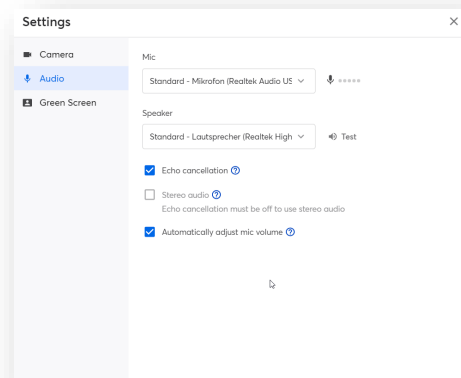 Settings
Camera
Audio
Green Screen
Mic
Standard - Mikrofon (Realtek Audio US
Speaker
Standard - Lautsprecher (Realtek High
Test
Echo cancellation
Stereo audio
Echo cancellation must be off to use stereo audio
Automatically adjust mic volume